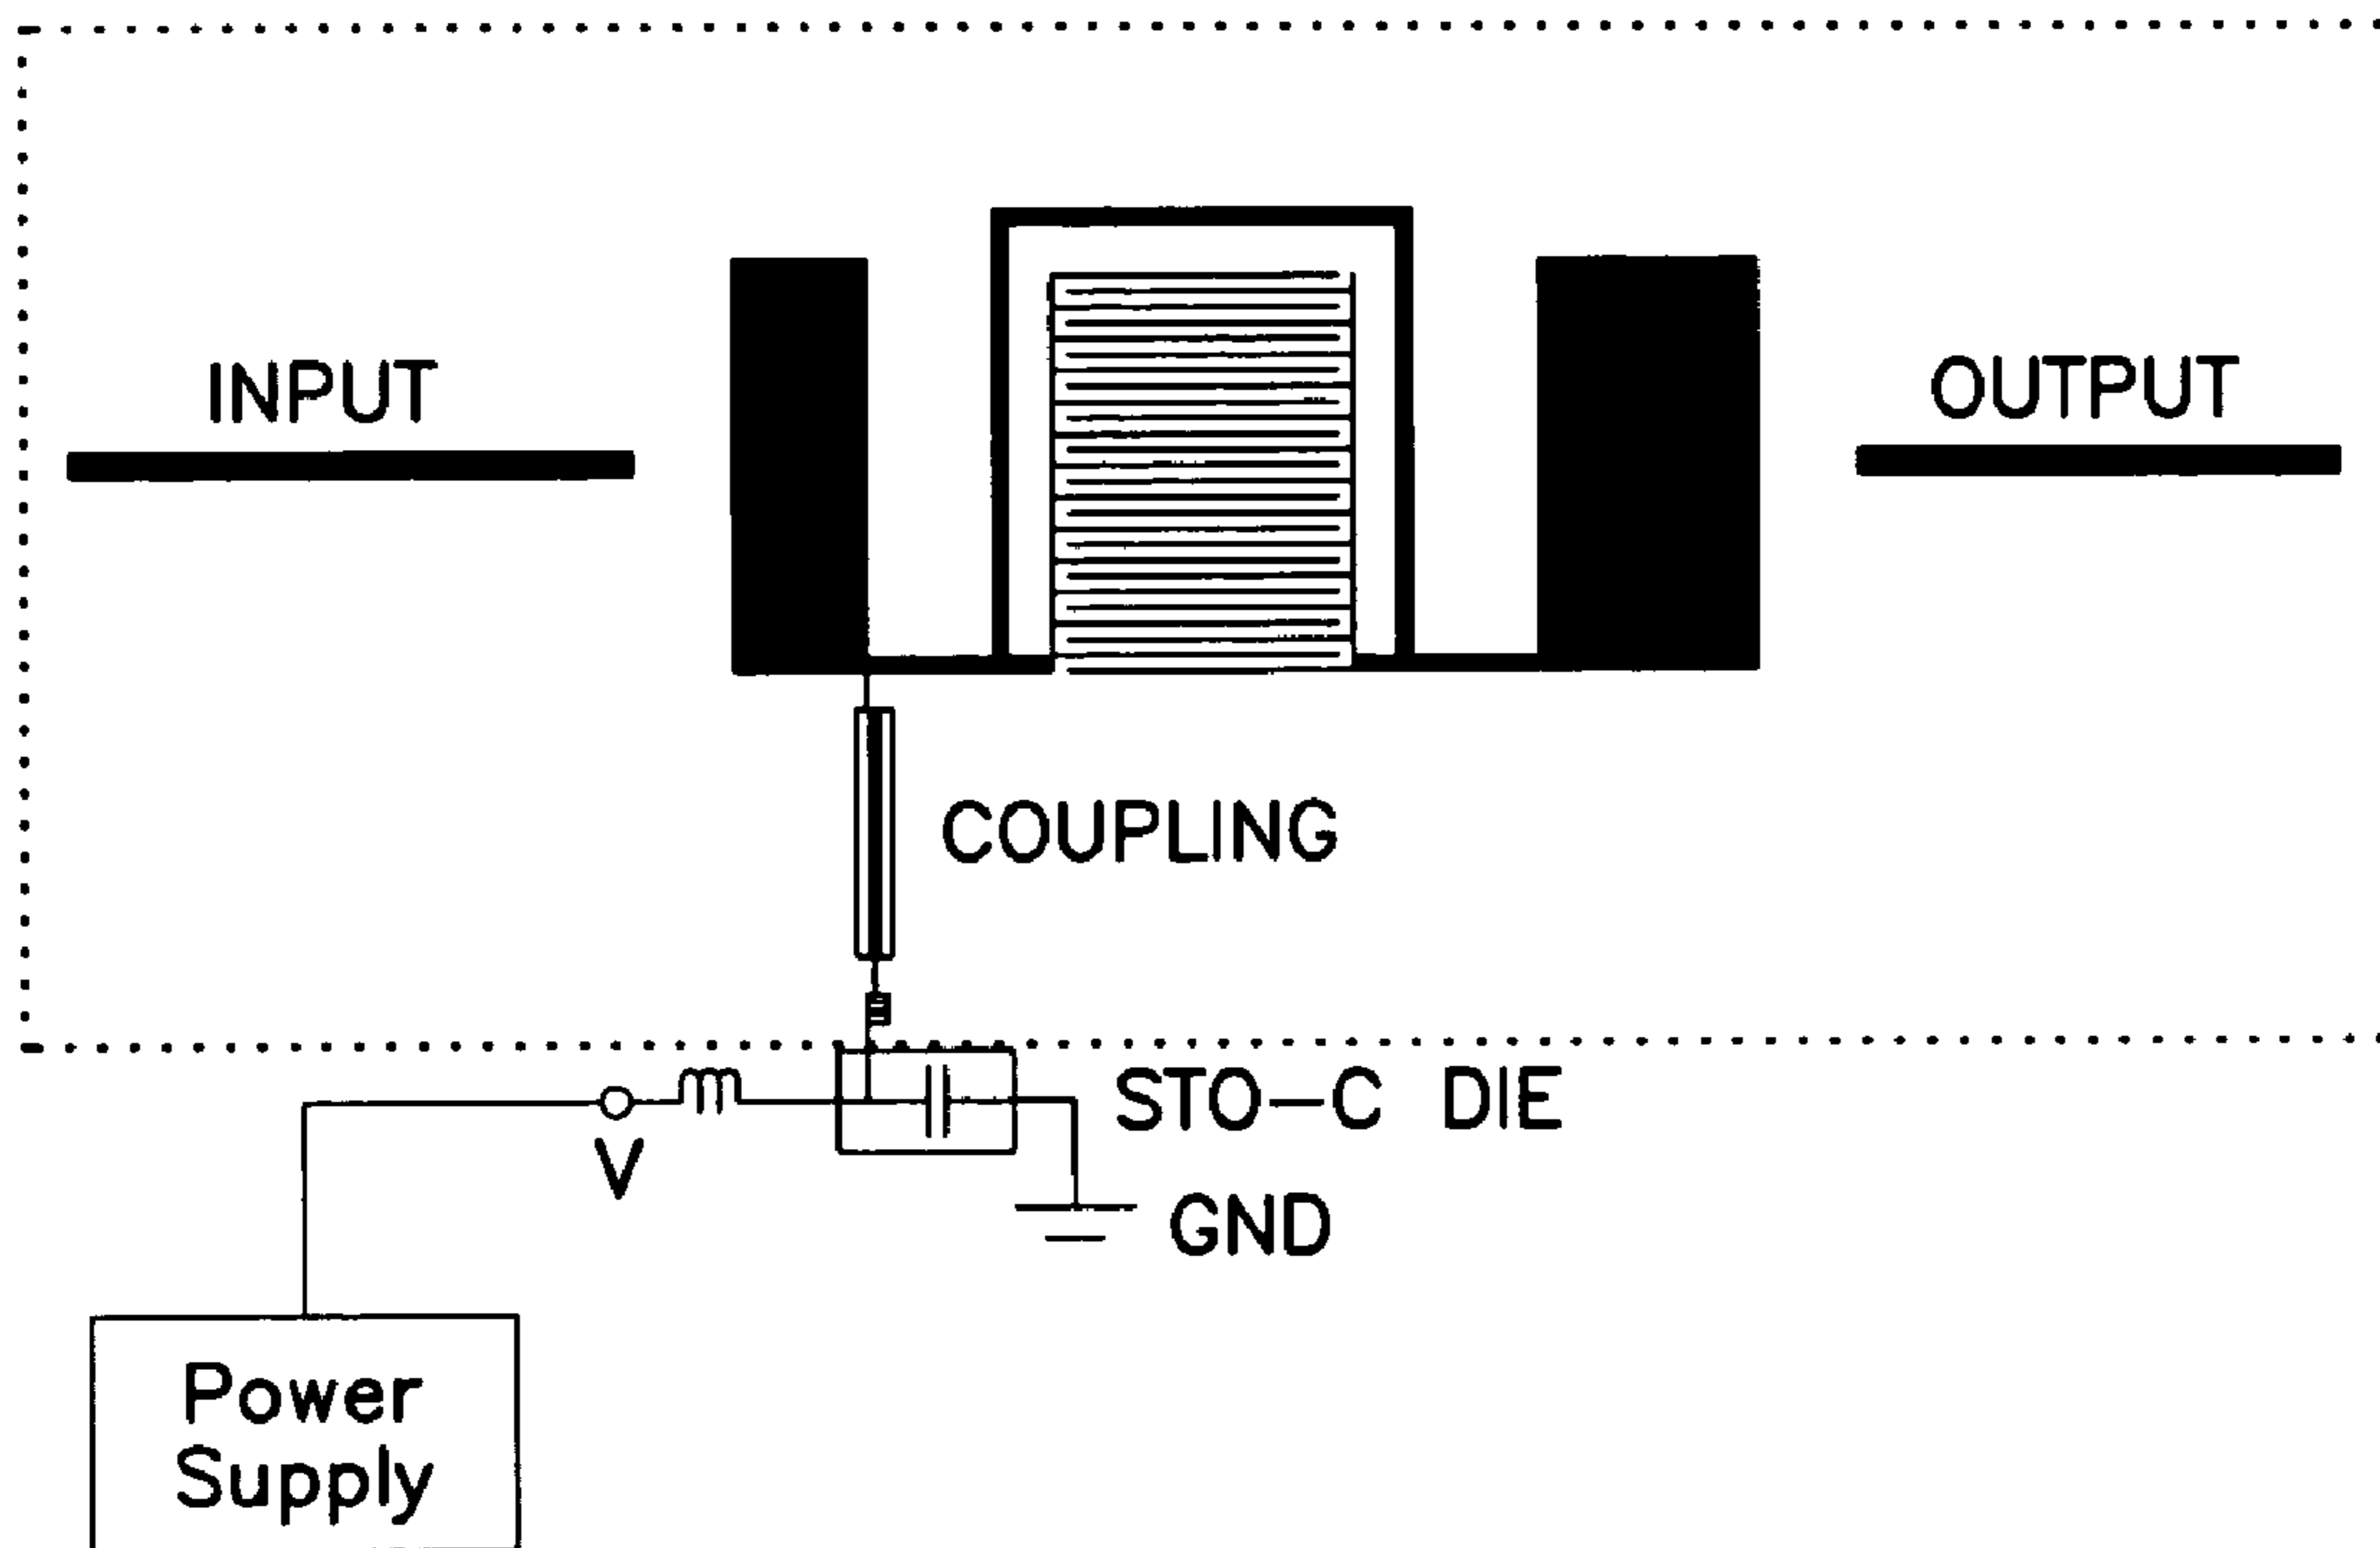 INPUT
OUTPUT
COUPLING
STO-C DIE
V
GND
Power
Supply